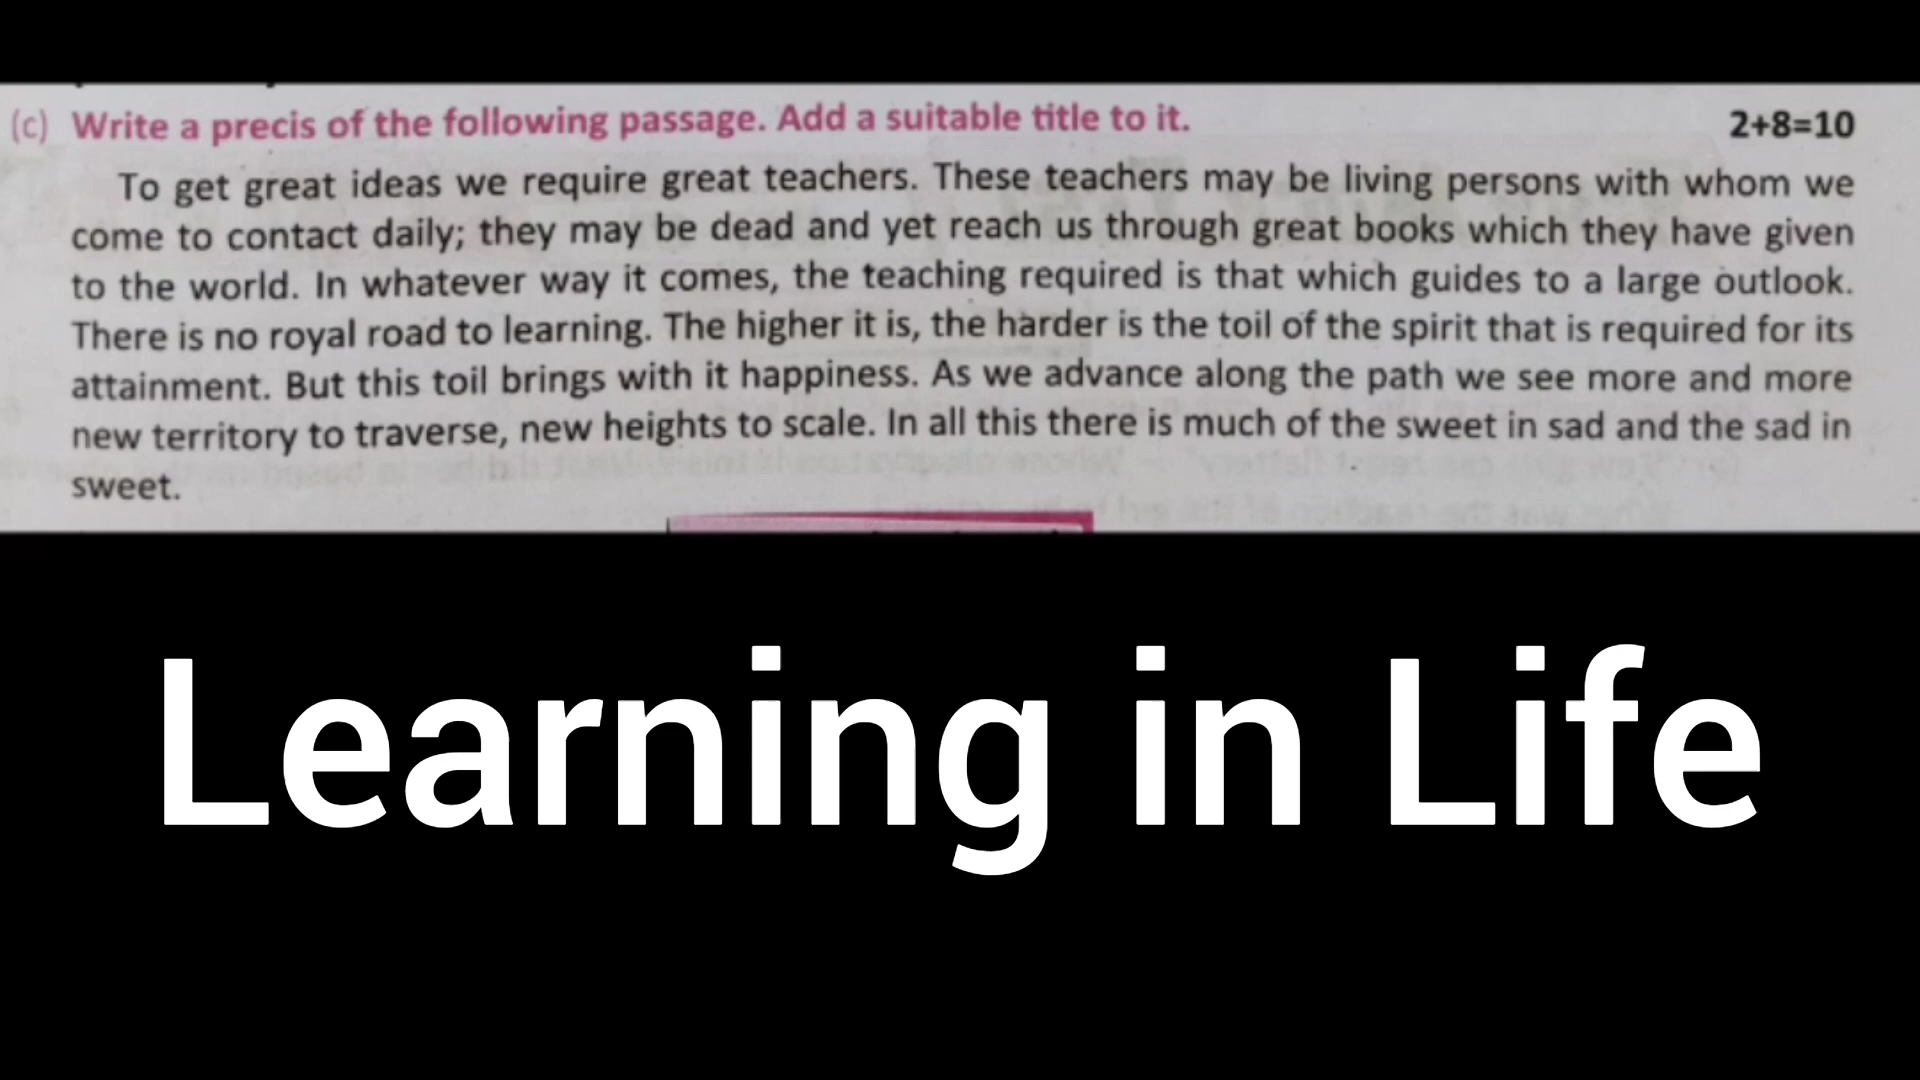 (c) Write a precis of the following passage. Add a suitable title to it. 2+8=10
To get great ideas we require great teachers. These teachers may be living persons with whom we
come to contact daily; they may be dead and yet reach us through great books which they have given
to the world. In whatever way it comes, the teaching required is that which guides to a large outlook.
There is no royal road to learning. The higher it is, the harder is the toil of the spirit that is required for its
attainment. But this toil brings with it happiness. As we advance along the path we see more and more
new territory to traverse, new heights to scale. In all this there is much of the sweet in sad and the sad in
sweet.
Learning in Life